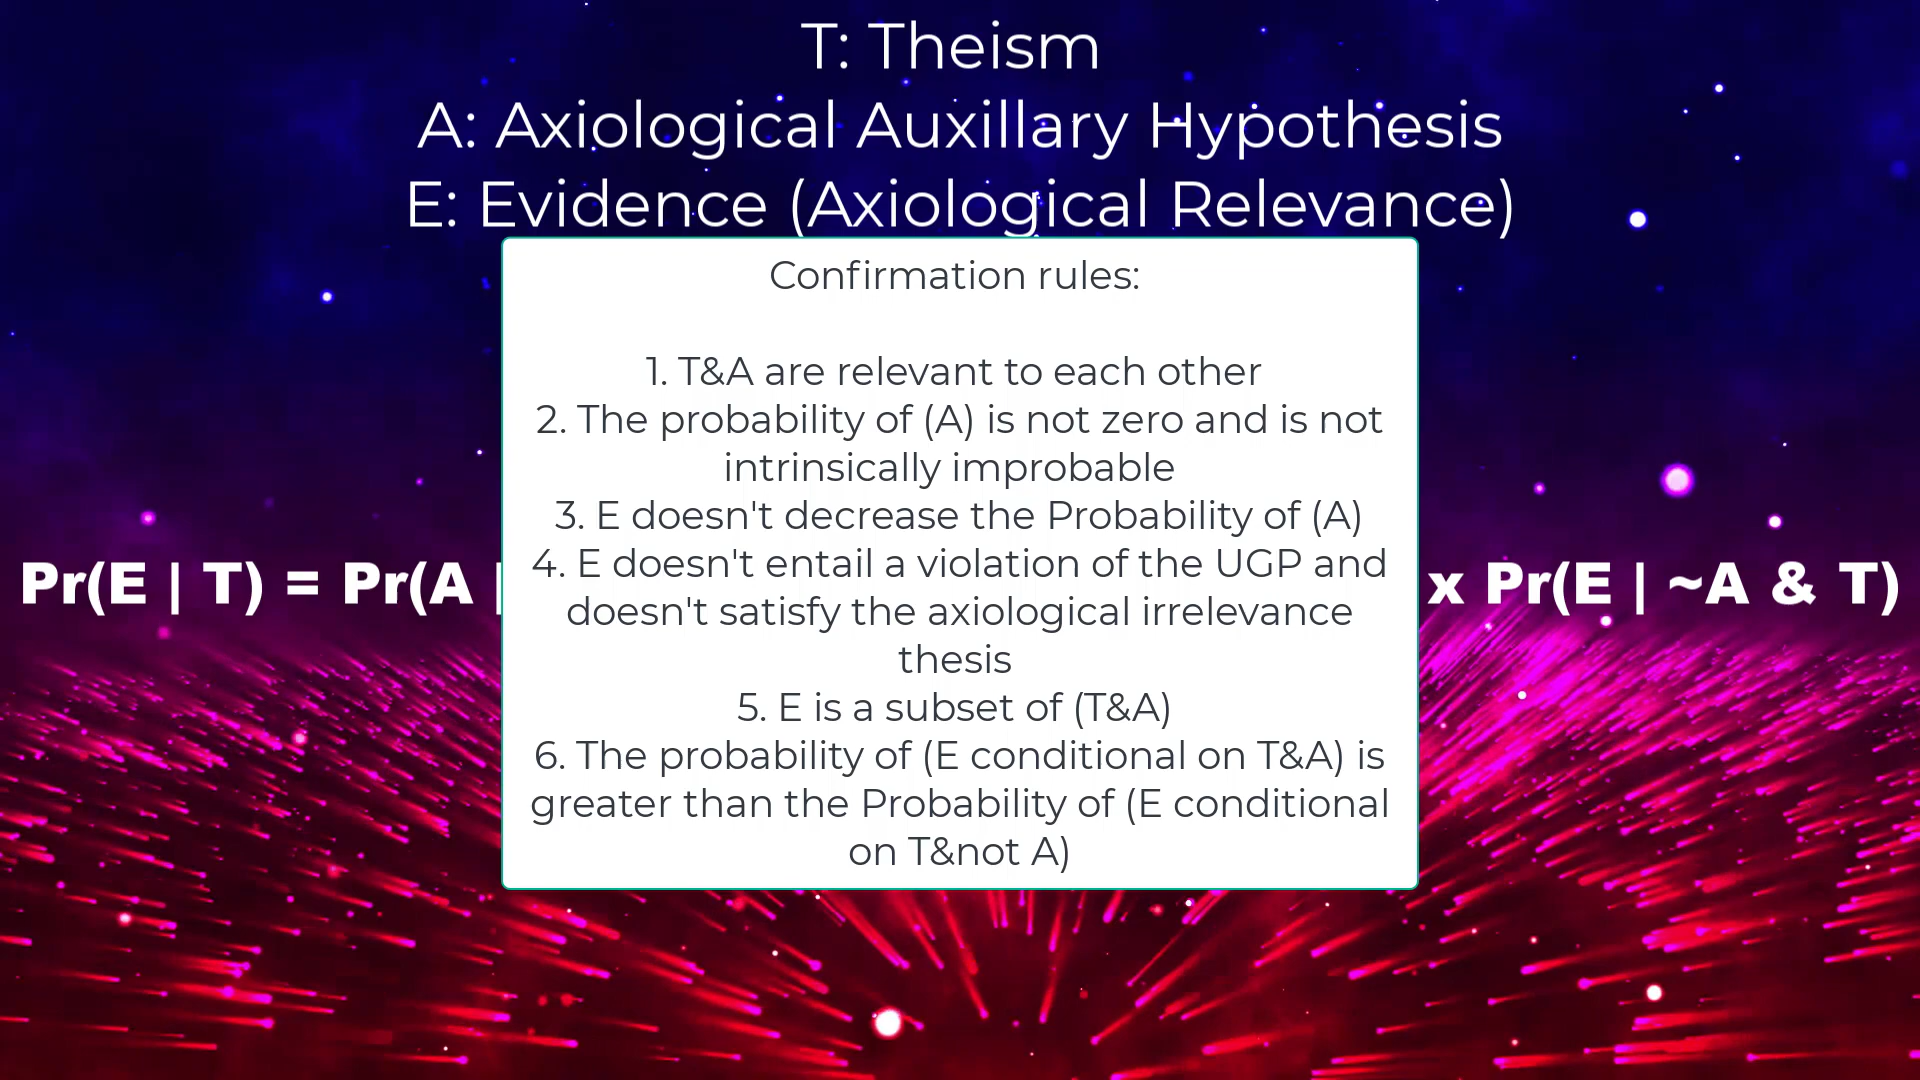 T: Theism
A: Axiological Auxillary Hypothesis
E: Evidence (Axiological Relevance)
Confirmation rules:
1. T&A are relevant to each other
2. The probability of (A) is not zero and is not
intrinsically improbable
3. E doesn't decrease the Probability of (A)
4. E doesn't entail a violation of the UGP and
doesn't satisfy the axiological irrelevance
thesis
5. E is a subset of (T&A)
6. The probability of (E conditional on T&A) is
greater than the Probability of (E conditional
on T&not A)
Pr(E | T) = Pr(A | x Pr(E | ~A & T)